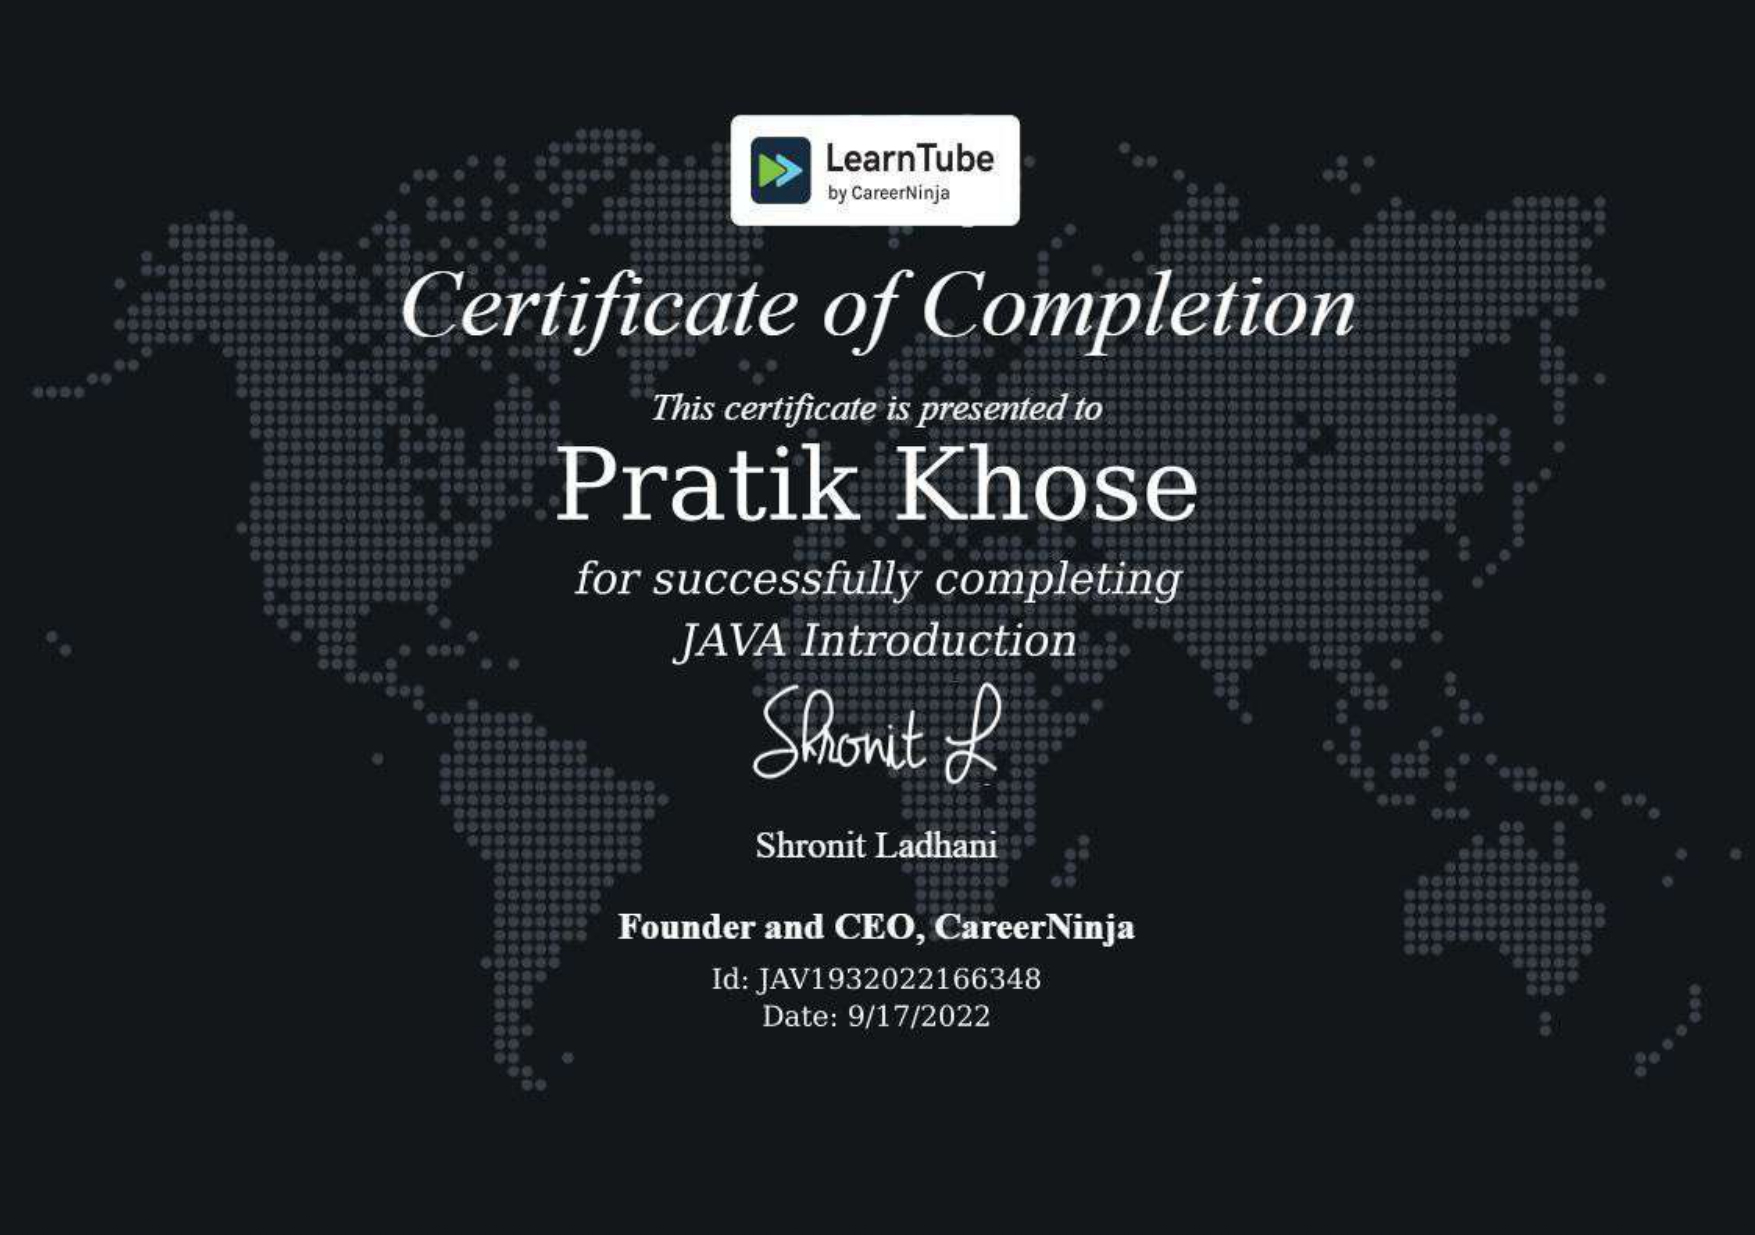 LearnTube
by CareerNinja
Certificate of Completion
This certificate is presented to
Pratik Khose
for successfully completing
JAVA Introduction
Shronit L
Shronit Ladhani
Founder and CEO, CareerNinja
Id: JAV1932022166348
Date: 9/17/2022